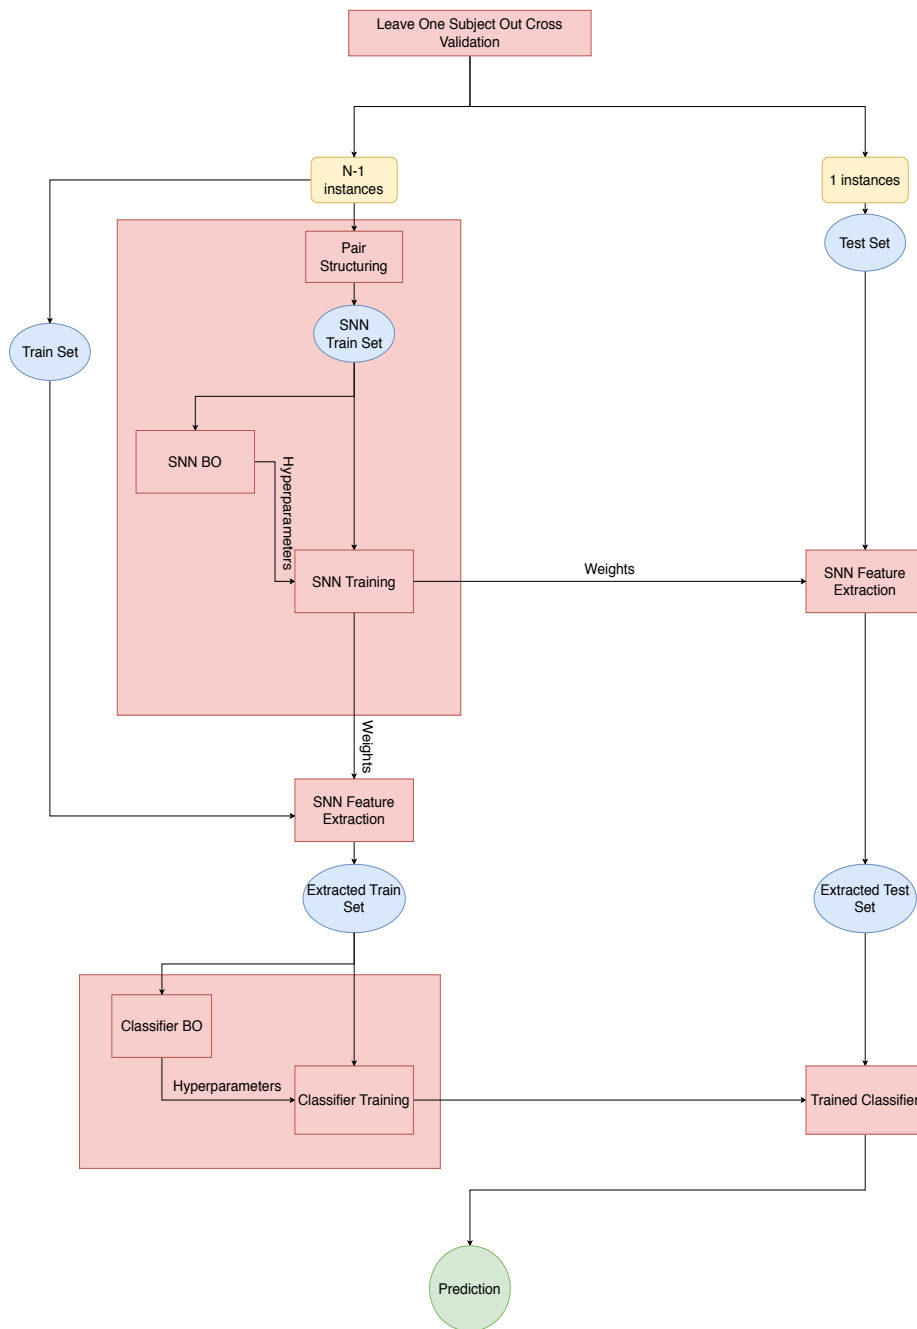 Leave One Subject Out Cross
Validation
N-1
instances
1 instances
Pair
Structuring
Test Set
SNN
Train Set
Train Set
SNN BO
Hyperparameters
SNN Training
Weights
SNN Feature
Extraction
Weights
SNN Feature
Extraction
Extracted Train
Set
Extracted Test
Set
Classifier BO
Hyperparameters
Classifier Training
Trained Classifier
Prediction